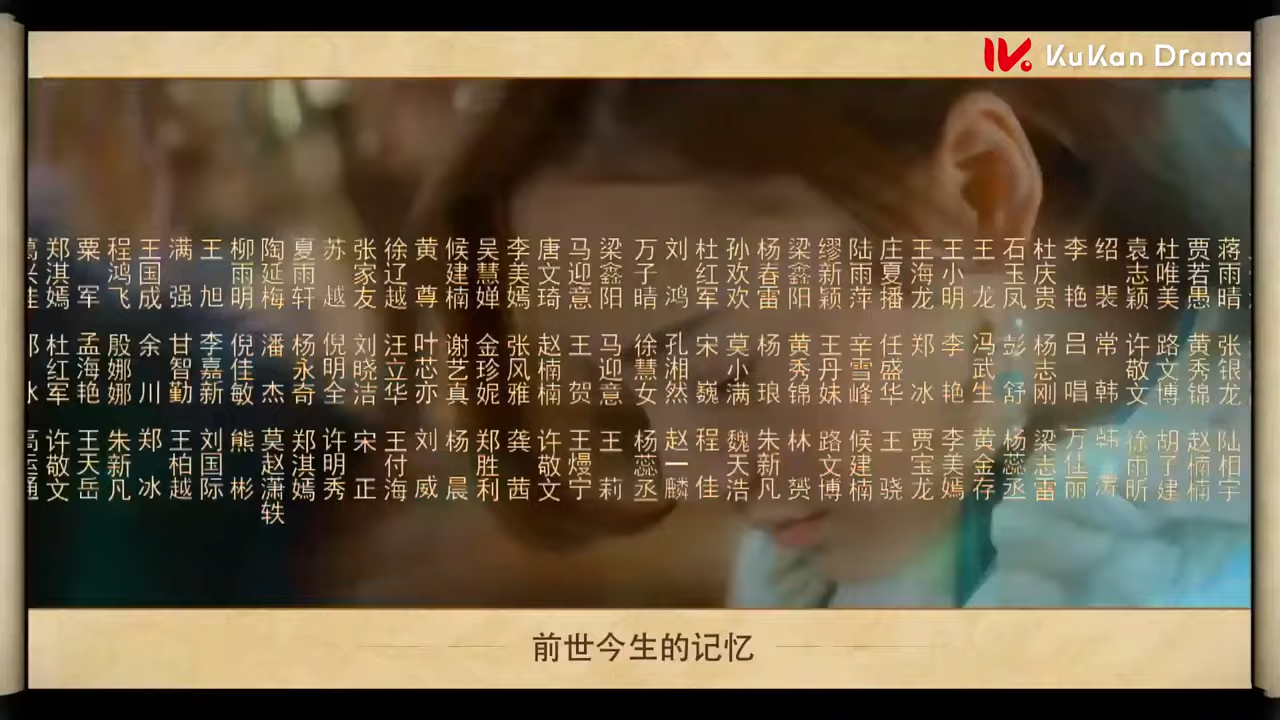 KuKan Drama
蒋雨晴
贾若愚
杜唯美
袁志颖
绍裴
李艳
杜庆贵
石玉凤
王龙
王小明
王海龙
庄夏播
陆雨萍
缪新颖
梁鑫阳
杨春雷
孙欢欢
杜红军
刘鸿
万子晴
梁鑫阳
马迎意
唐文琦
李美嫣
吴慧婵
候建楠
黄尊
徐辽越
张家友
苏越
夏雨轩
陶延梅
柳雨明
王旭
满强
王国成
程鸿飞
粟军
郑淇嫣
张银龙
黄秀锦
路文博
许敬文
常韩
吕唱
杨志刚
彭舒
冯武生
李艳
郑冰
任盛华
辛雪峰
王丹妹
黄秀锦
杨琅
莫小满
宋巍
孔湘然
徐慧女
马迎意
王贺
赵楠楠
张风雅
金珍妮
谢艺真
叶芯亦
汪立华
刘晓洁
倪明全
杨永奇
潘杰
倪佳敏
李嘉新
甘智勤
余川
殷娜娜
孟海艳
杜红军
陆柏宇
赵楠楠
胡子建
徐雨昕
韩涛
万佳丽
梁志雷
杨蕊丞
黄金存
李美嫣
贾宝龙
王骁
候建楠
路文博
林赟
朱新凡
魏天浩
程佳
赵一麟
杨蕊丞
王莉
王熳宁
许敬文
龚茜
郑胜利
杨晨
刘威
王付海
宋正
许明秀
郑淇嫣
莫赵潇轶
熊彬
刘国际
王柏越
郑冰
朱新凡
王天岳
许敬文
前世今生的记忆